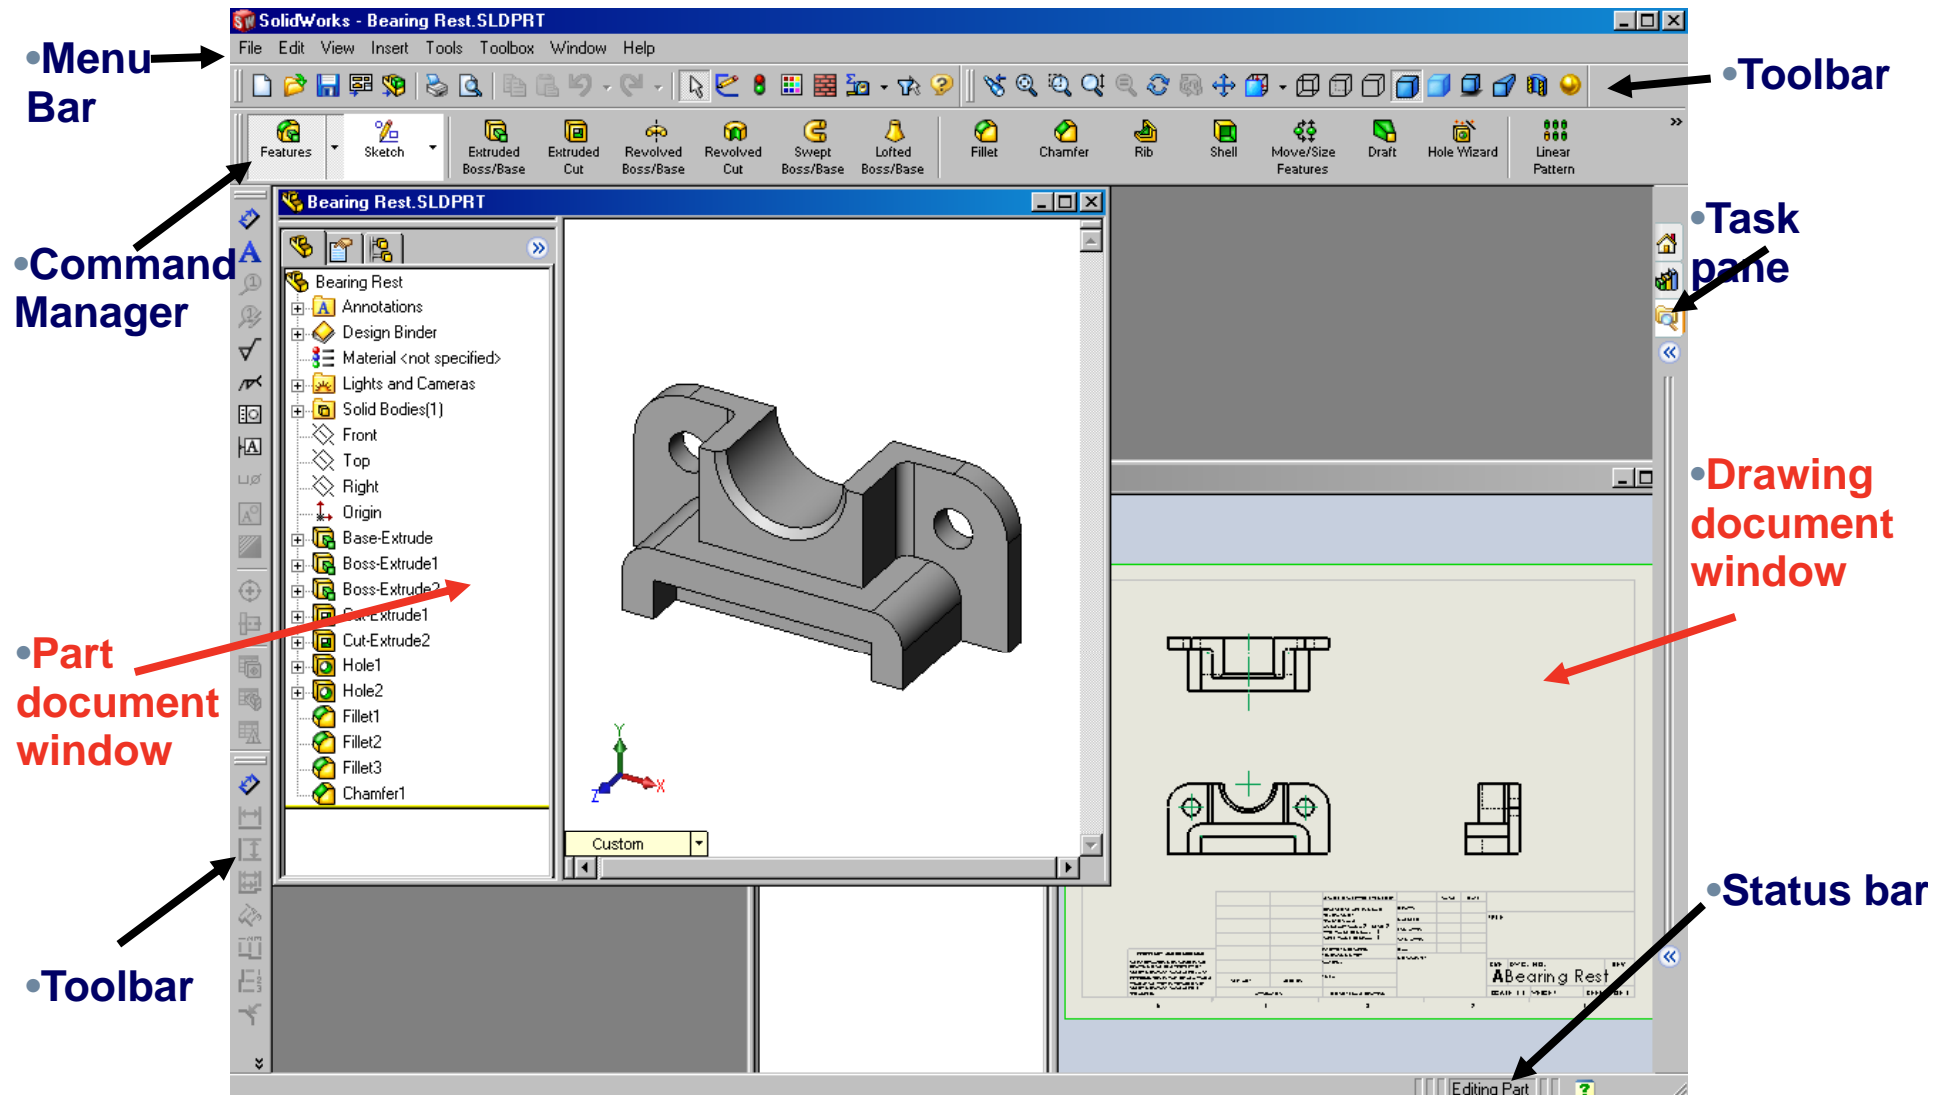 SolidWorks - Bearing Rest.SLDPRT
File Edit View Insert Tools Toolbox Window Help
•Menu
Bar
•Toolbar
Features
Sketch
Extruded
Boss/Base
Extruded
Cut
Revolved
Boss/Base
Revolved
Cut
Swept
Boss/Base
Lofted
Boss/Base
Fillet
Chamfer
Rib
Shell
Move/Size
Features
Draft
Hole Wizard
Linear
Pattern
Bearing Rest.SLDPRT
•Command
Manager
•Task
pane
Bearing Rest
Annotations
Design Binder
Material <not specified>
Lights and Cameras
Solid Bodies(1)
Front
Top
Right
Origin
Base-Extrude
Boss-Extrude1
Boss-Extrude2
Cut-Extrude1
Cut-Extrude2
Hole1
Hole2
Fillet1
Fillet2
Fillet3
Chamfer1
•Part
document
window
•Drawing
document
window
Y
X
Z
Custom
•Status bar
•Toolbar
A Bearing Rest
Editing Part